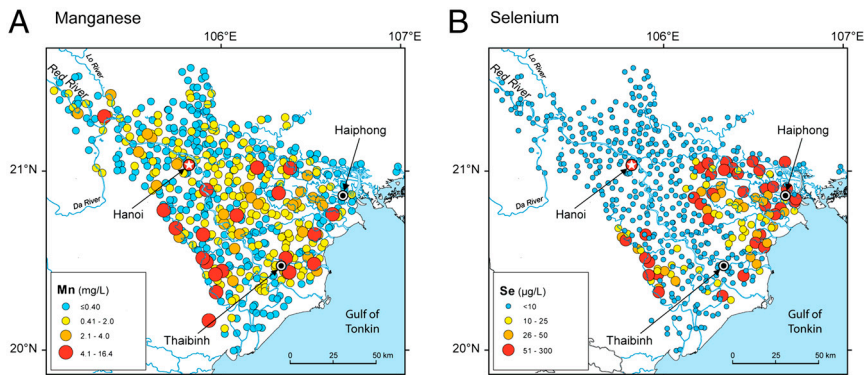 A Manganese
106°E
107°E
Lo River
Red River
Haiphong
21°N
Da River
Hanoi
Mn (mg/L)
≤0.40
0.41 - 2.0
2.1 - 4.0
4.1 - 16.4
Thaibinh
Gulf of
Tonkin
20°N
0 25 50 km
B Selenium
106°E
107°E
Lo River
Red River
Haiphong
21°N
Da River
Hanoi
Se (µg/L)
<10
10 - 25
26 - 50
51 - 300
Thaibinh
Gulf of
Tonkin
20°N
0 25 50 km